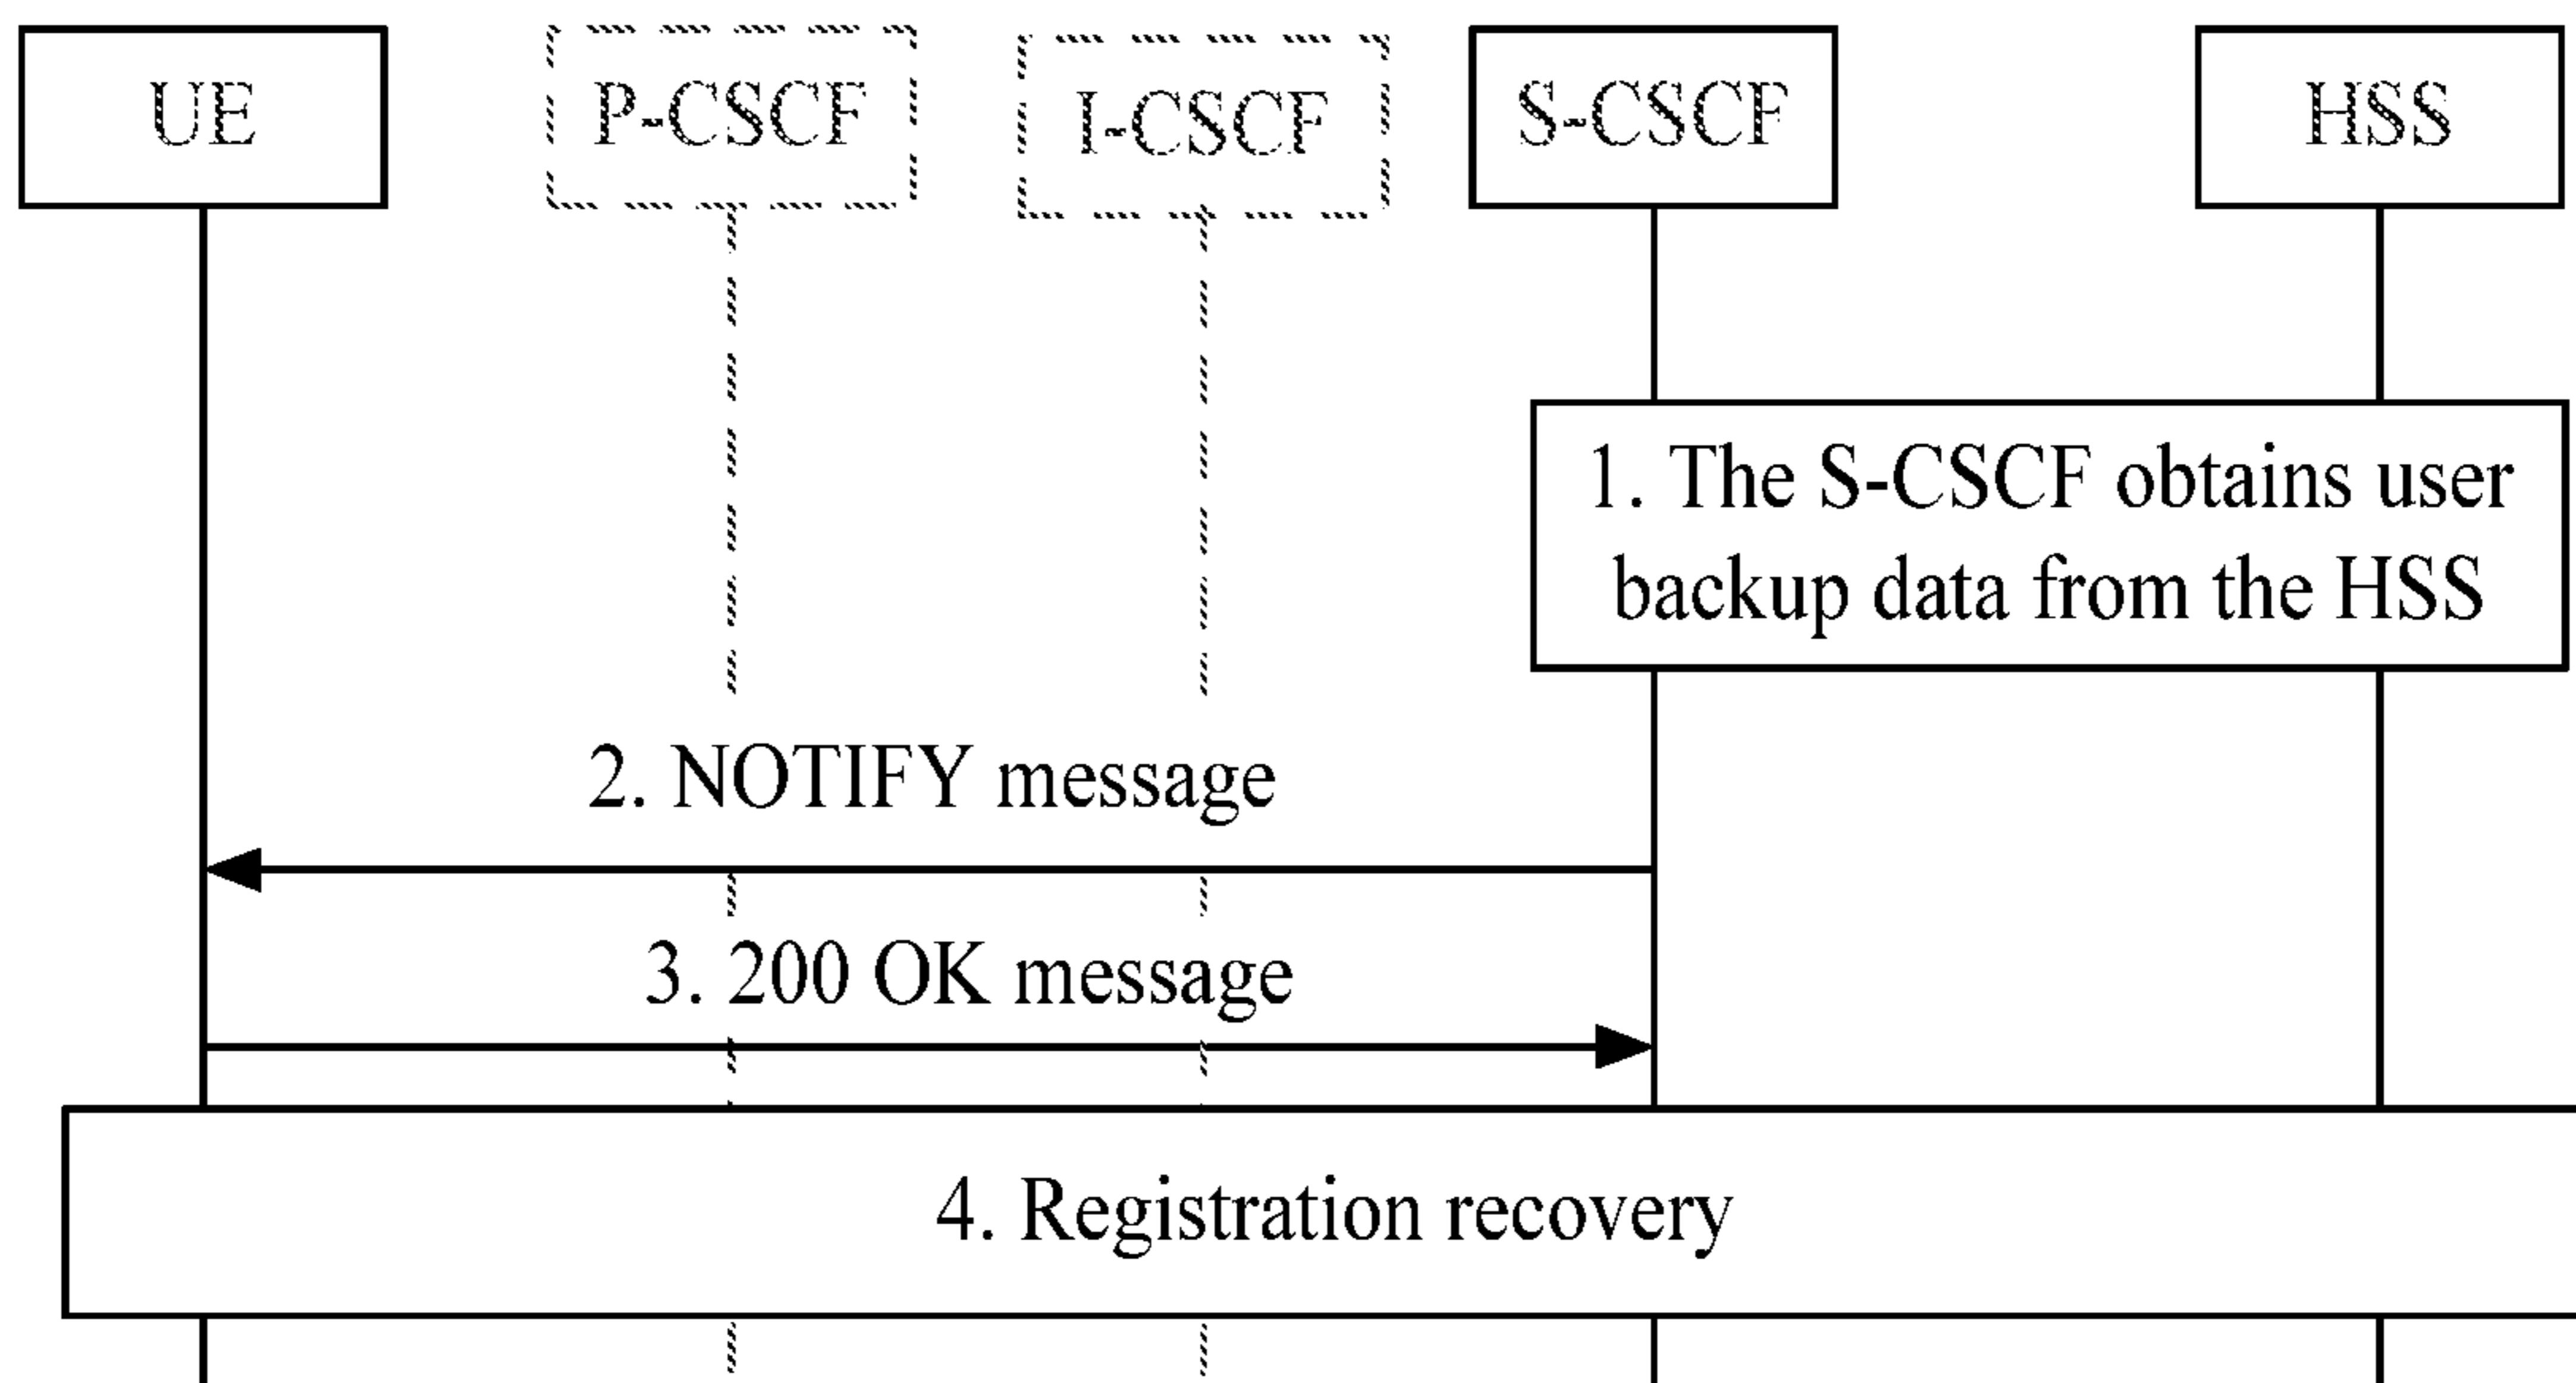 UE
P-CSCF
I-CSCF
S-CSCF
HSS
1. The S-CSCF obtains user
backup data from the HSS
2. NOTIFY message
3. 200 OK message
4. Registration recovery